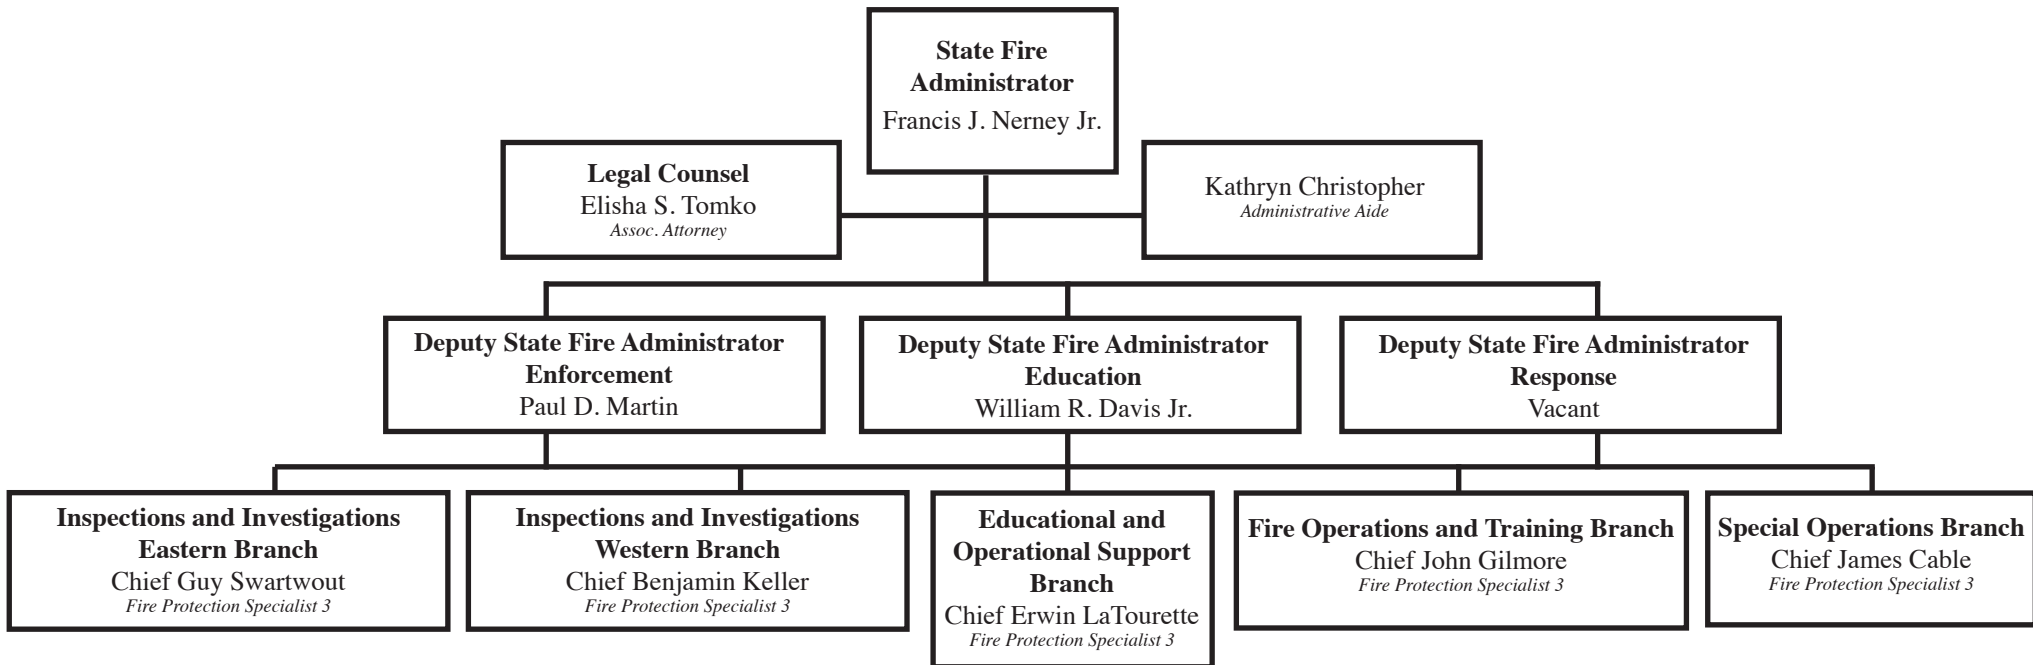 State Fire
Administrator
Francis J. Nerney Jr.
Legal Counsel
Elisha S. Tomko
Assoc. Attorney
Kathryn Christopher
Administrative Aide
Deputy State Fire Administrator
Enforcement
Paul D. Martin
Deputy State Fire Administrator
Education
William R. Davis Jr.
Deputy State Fire Administrator
Response
Vacant
Inspections and Investigations
Eastern Branch
Chief Guy Swartwout
Fire Protection Specialist 3
Inspections and Investigations
Western Branch
Chief Benjamin Keller
Fire Protection Specialist 3
Educational and
Operational Support
Branch
Chief Erwin LaTourette
Fire Protection Specialist 3
Fire Operations and Training Branch
Chief John Gilmore
Fire Protection Specialist 3
Special Operations Branch
Chief James Cable
Fire Protection Specialist 3